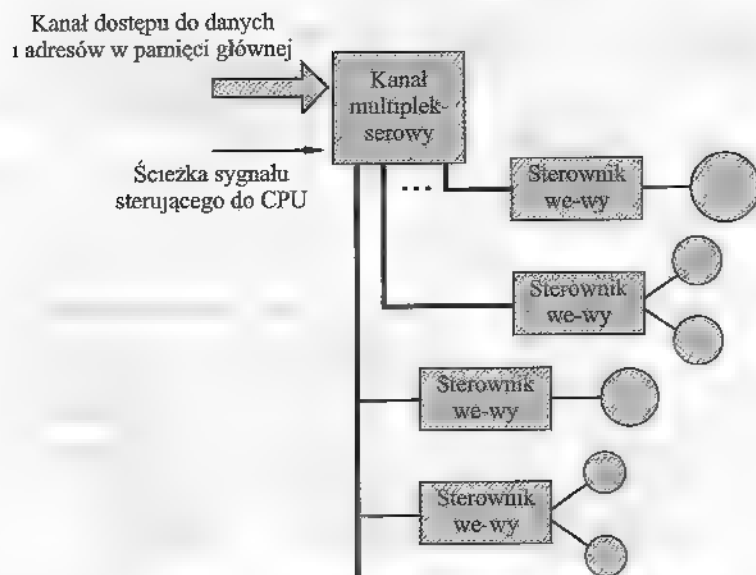 Kanał dostępu do danych
i adresów w pamięci głównej
Kanał
multiplek-
serowy
Ścieżka sygnału
sterującego do CPU
...
Sterownik
we-wy
Sterownik
we-wy
Sterownik
we-wy
Sterownik
we-wy